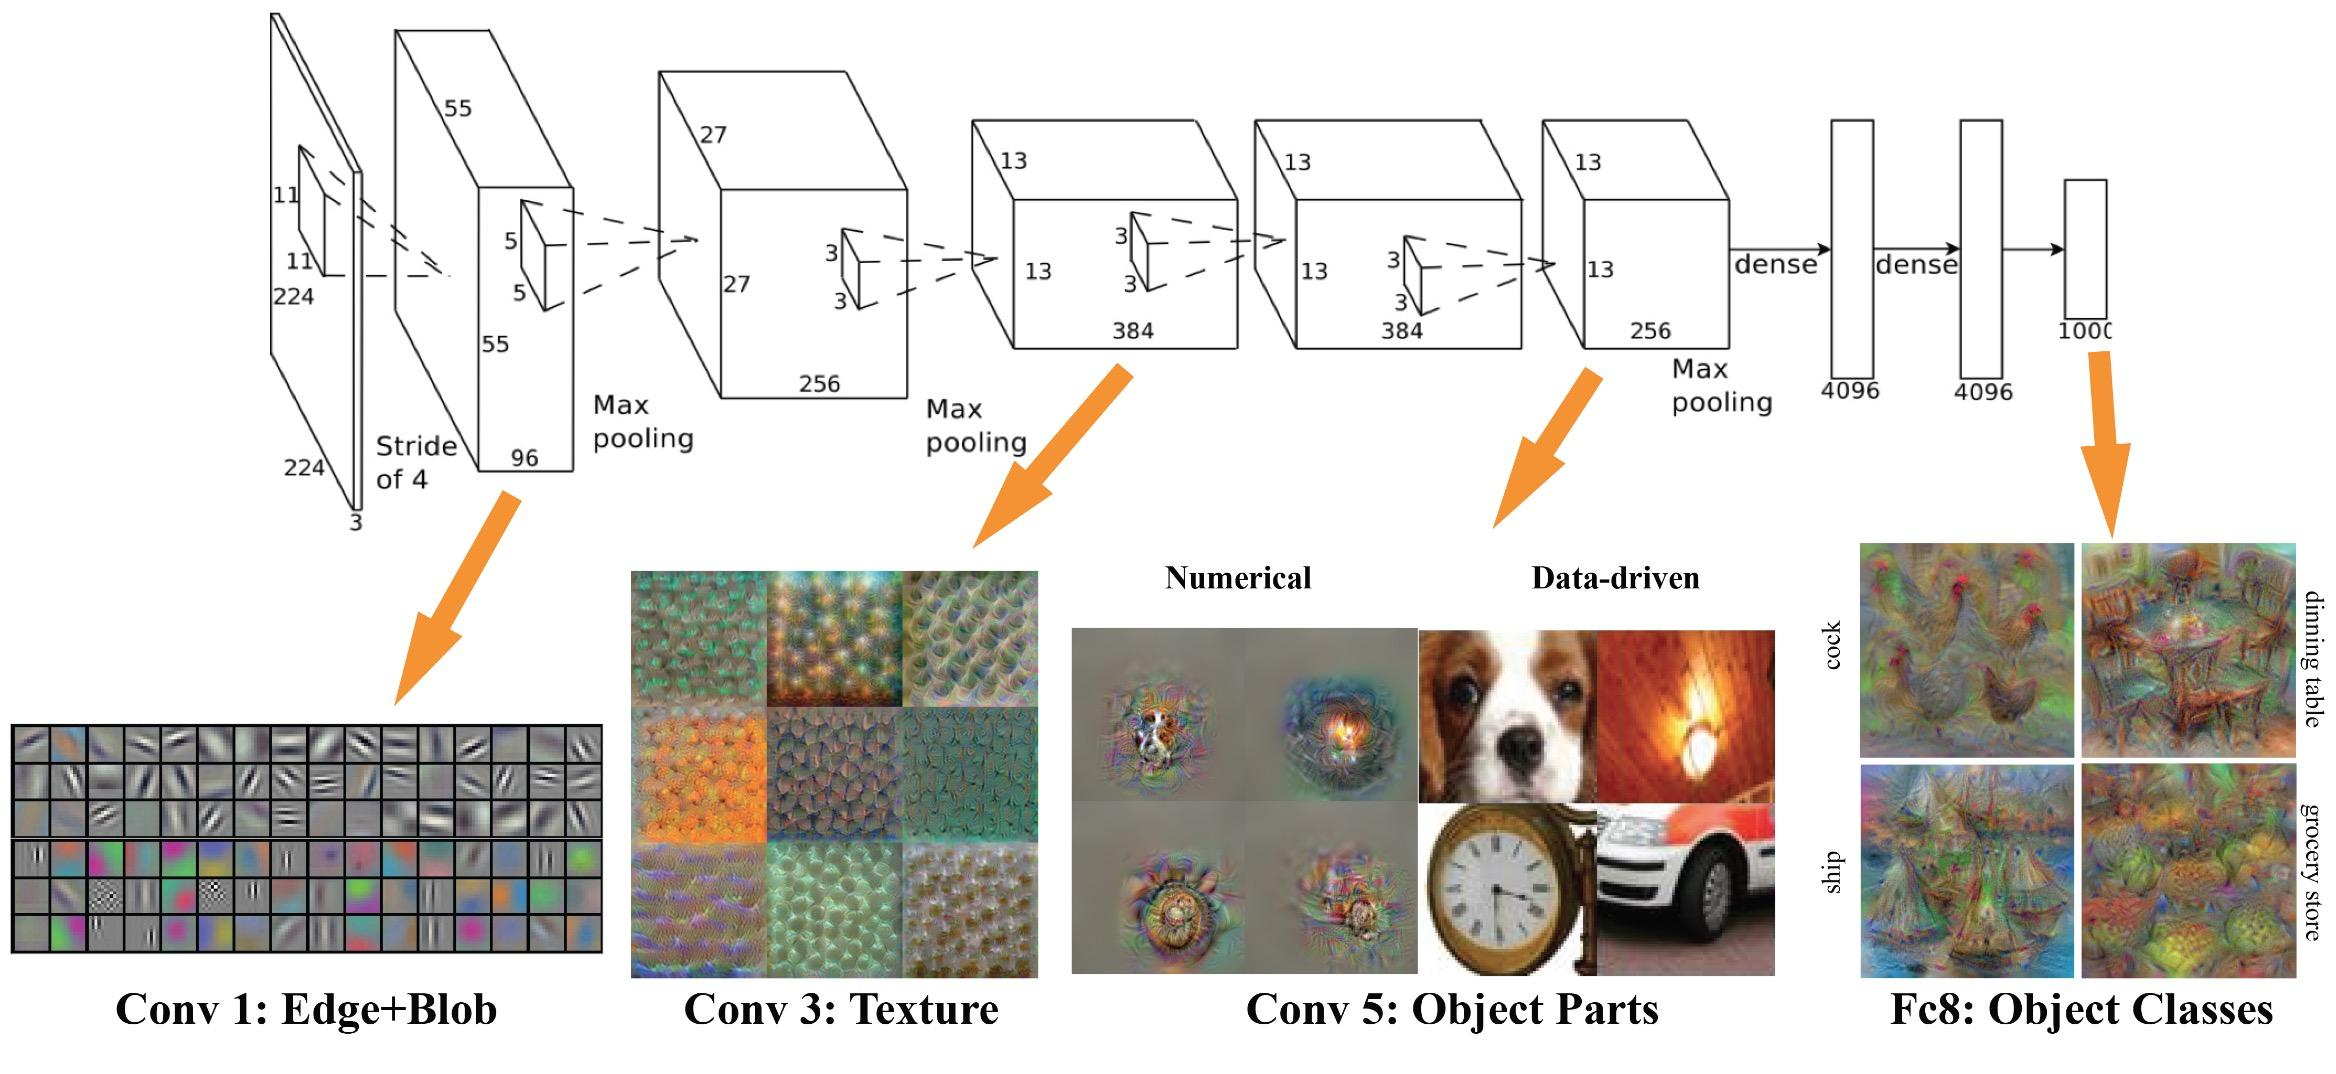 55
27
13
13
13
11
11
224
224
3
Stride
of 4
5
5
55
96
Max
pooling
3
3
27
256
Max
pooling
3
3
13
384
3
3
13
384
13
256
Max
pooling
dense
4096
dense
4096
1000
Numerical
Data-driven
cock
dinning table
ship
grocery store
Conv 1: Edge+Blob
Conv 3: Texture
Conv 5: Object Parts
Fc8: Object Classes